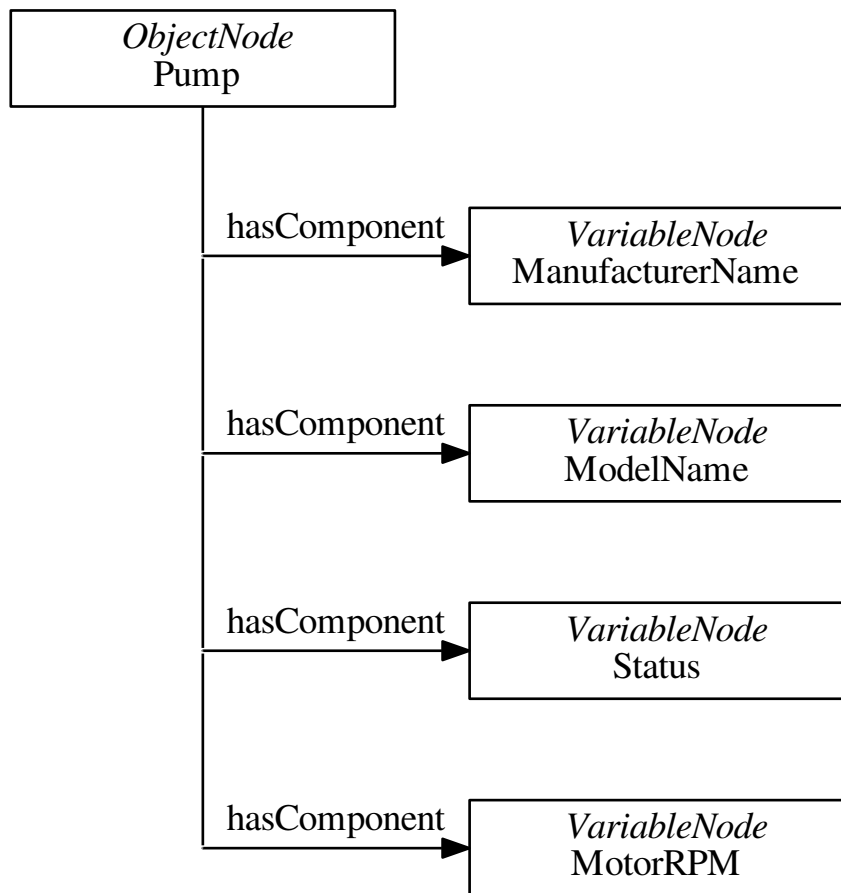 ObjectNode
Pump
hasComponent
VariableNode
ManufacturerName
hasComponent
VariableNode
ModelName
hasComponent
VariableNode
Status
hasComponent
VariableNode
MotorRPM